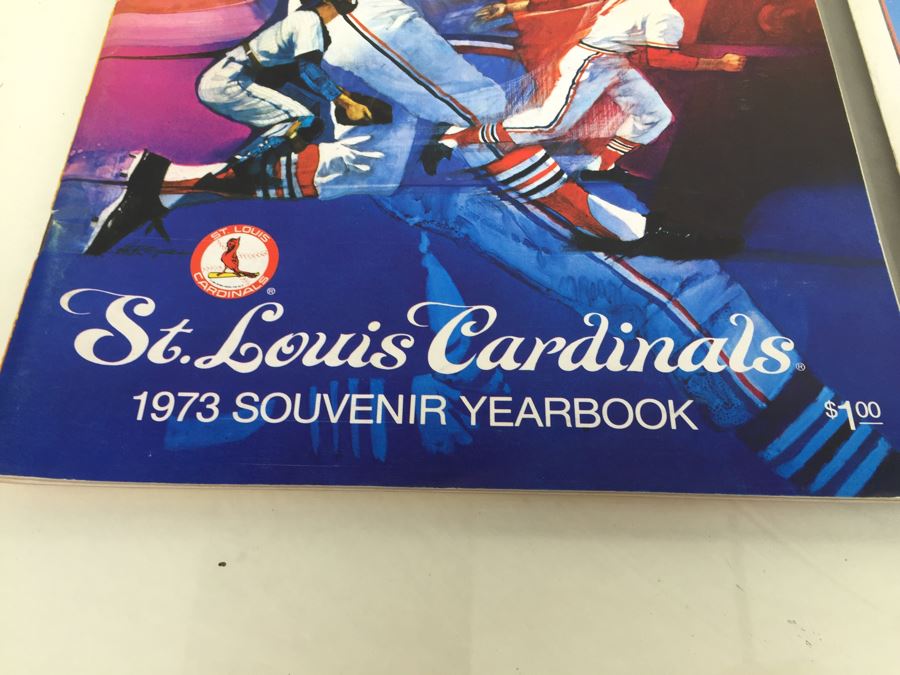 ST. LOUIS
CARDINALS ®
St. Louis Cardinals®
1973 SOUVENIR YEARBOOK
$1.00